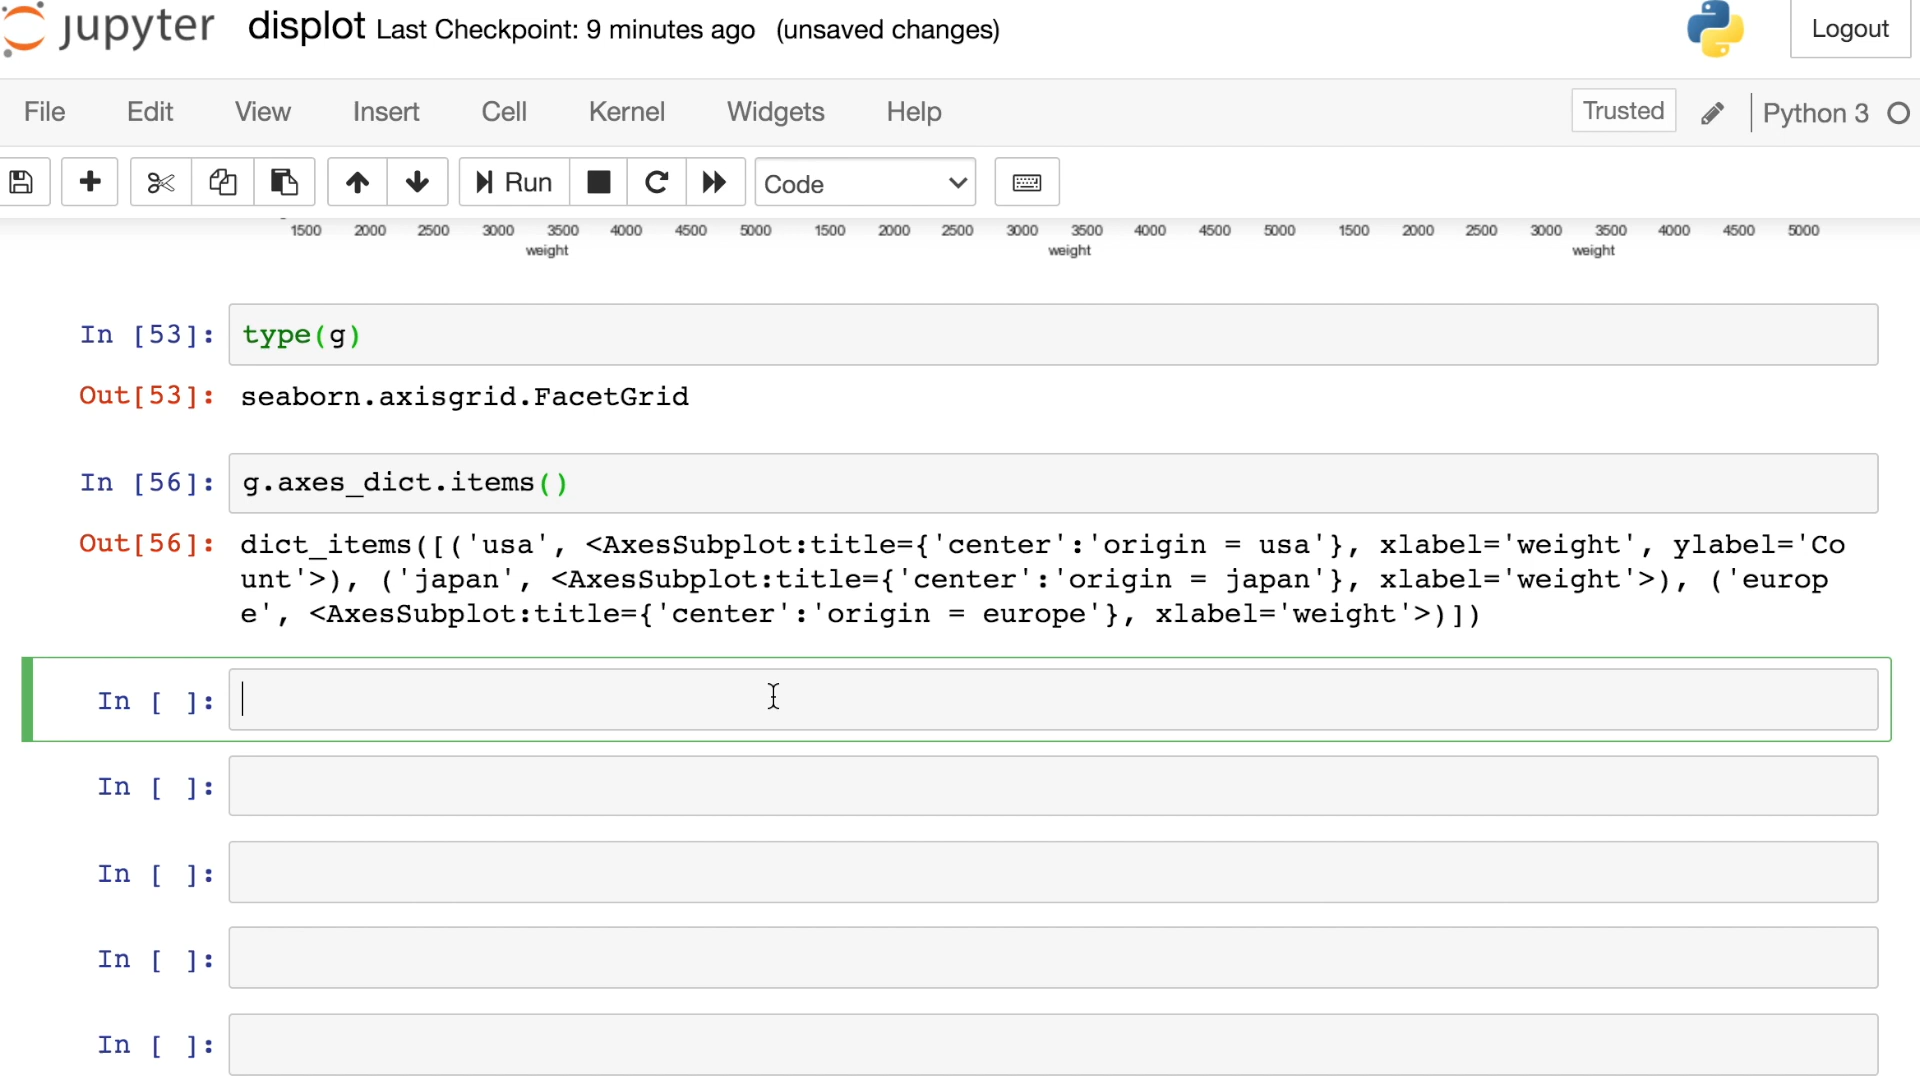 jupyter displot Last Checkpoint: 9 minutes ago (unsaved changes) Logout
File Edit View Insert Cell Kernel Widgets Help Trusted Python 3
Run Code
1500 2000 2500 3000 3500 4000 4500 5000 1500 2000 2500 3000 3500 4000 4500 5000 1500 2000 2500 3000 3500 4000 4500 5000
weight weight weight
In [53]: type(g)
Out[53]: seaborn.axisgrid.FacetGrid
In [56]: g.axes_dict.items()
Out[56]: dict_items([('usa', <AxesSubplot:title={'center':'origin = usa'}, xlabel='weight', ylabel='Co
unt'>), ('japan', <AxesSubplot:title={'center':'origin = japan'}, xlabel='weight'>), ('europ
e', <AxesSubplot:title={'center':'origin = europe'}, xlabel='weight'>)])
In [ ]:
In [ ]:
In [ ]:
In [ ]:
In [ ]: